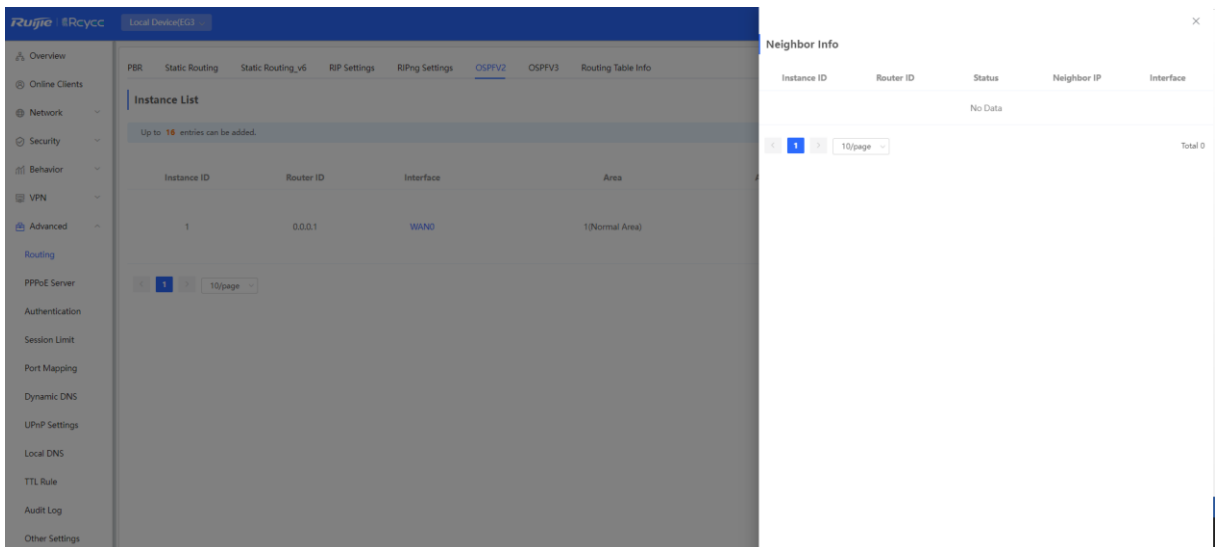 Ruijie Rcycc
Local Device(EG3
Overview
Online Clients
Network
Security
Behavior
VPN
Advanced
Routing
PPPoE Server
Authentication
Session Limit
Port Mapping
Dynamic DNS
UPnP Settings
Local DNS
TTL Rule
Audit Log
Other Settings
PBR Static Routing Static Routing_v6 RIP Settings RIPng Settings OSPFV2 OSPFV3 Routing Table Info
Instance List
Up to 16 entries can be added.
Instance ID Router ID Interface Area
1 0.0.0.1 WAN0 1(Normal Area)
< 1 > 10/page
×
Neighbor Info
Instance ID Router ID Status Neighbor IP Interface
No Data
< 1 > 10/page Total 0